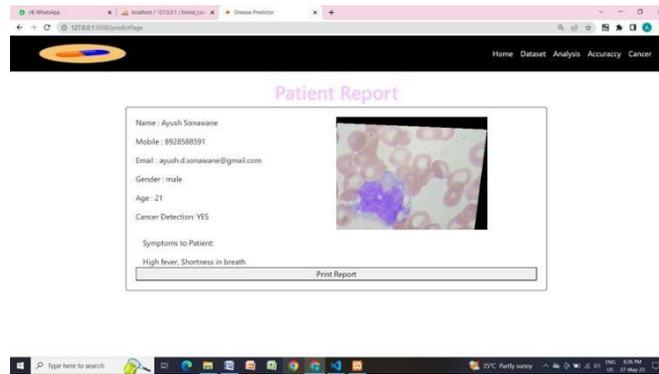 (4) WhatsApp
localhost / 127.0.0.1 / blood_can
Disease Predictor
127.0.0.1:5000/predictPage
Home Dataset Analysis Accuraccy Cancer
Patient Report
Name : Ayush Sonawane
Mobile : 8928588591
Email : ayush.d.sonawane@gmail.com
Gender : male
Age : 21
Cancer Detection: YES
Symptoms to Patient:
High fever, Shortness in breath
Print Report
Type here to search
35°C Partly sunny
ENG 6:26 PM
US 27-May-23